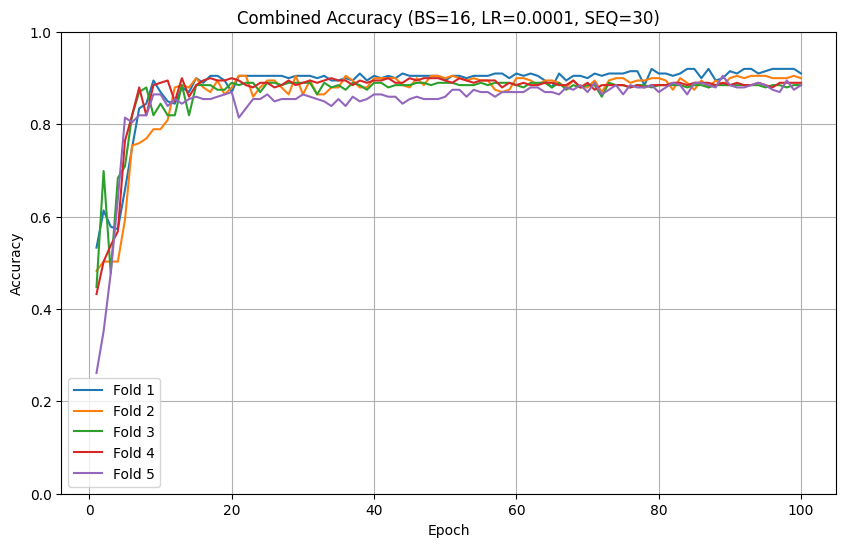 Combined Accuracy (BS=16, LR=0.0001, SEQ=30)
Accuracy
1.0
0.8
0.6
0.4
0.2
0.0
Fold 1
Fold 2
Fold 3
Fold 4
Fold 5
0 20 40 60 80 100
Epoch